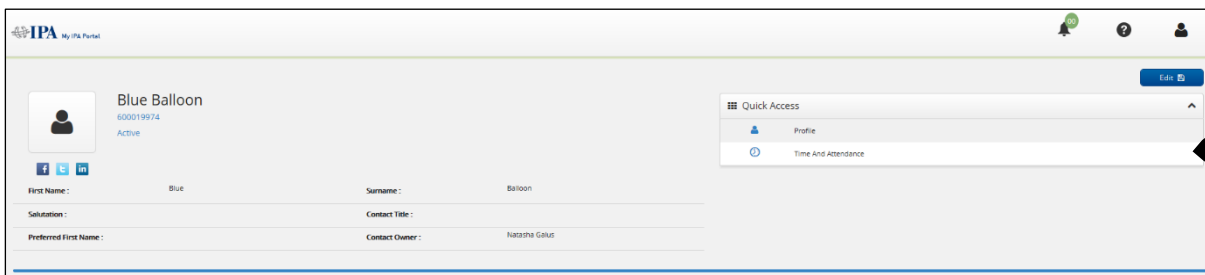 IPA My IPA Portal
00
Edit
Blue Balloon
600019974
Active
Quick Access
Profile
Time And Attendance
First Name : Blue Surname : Balloon
Salutation : Contact Title :
Preferred First Name : Contact Owner : Natasha Galus